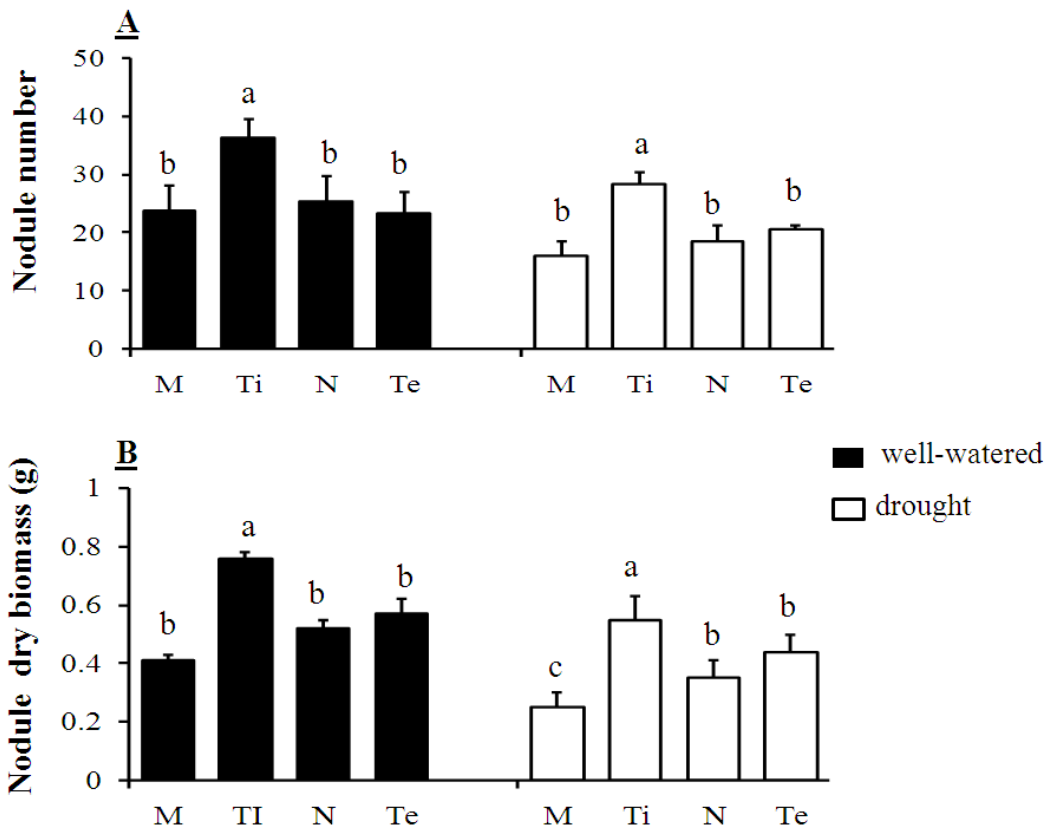 A
Nodule number
50
40
30
20
10
0
b
a
b
b
b
a
b
b
M Ti N Te M Ti N Te
B
Nodule dry biomass (g)
1
0.8
0.6
0.4
0.2
0
b
a
b
b
c
a
b
b
M TI N Te M Ti N Te
well-watered
drought